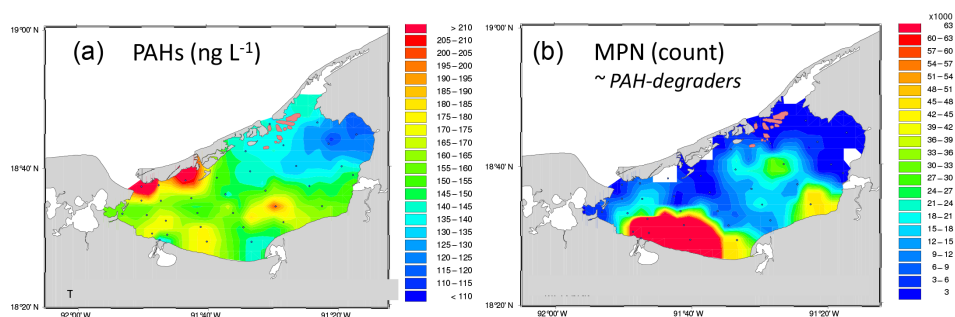 (a) PAHs (ng L⁻¹)
19°00' N
18°40' N
18°20' N
92°00' W
91°40' W
91°20' W
T
> 210
205–210
200–205
195–200
190–195
185–190
180–185
175–180
170–175
165–170
160–165
155–160
150–155
145–150
140–145
135–140
130–135
125–130
120–125
115–120
110–115
< 110
(b) MPN (count)
~ PAH-degraders
19°00' N
18°40' N
18°20' N
92°00' W
91°40' W
91°20' W
x1000
63
60–63
57–60
54–57
51–54
48–51
45–48
42–45
39–42
36–39
33–36
30–33
27–30
24–27
21–24
18–21
15–18
12–15
9–12
6–9
3–6
3